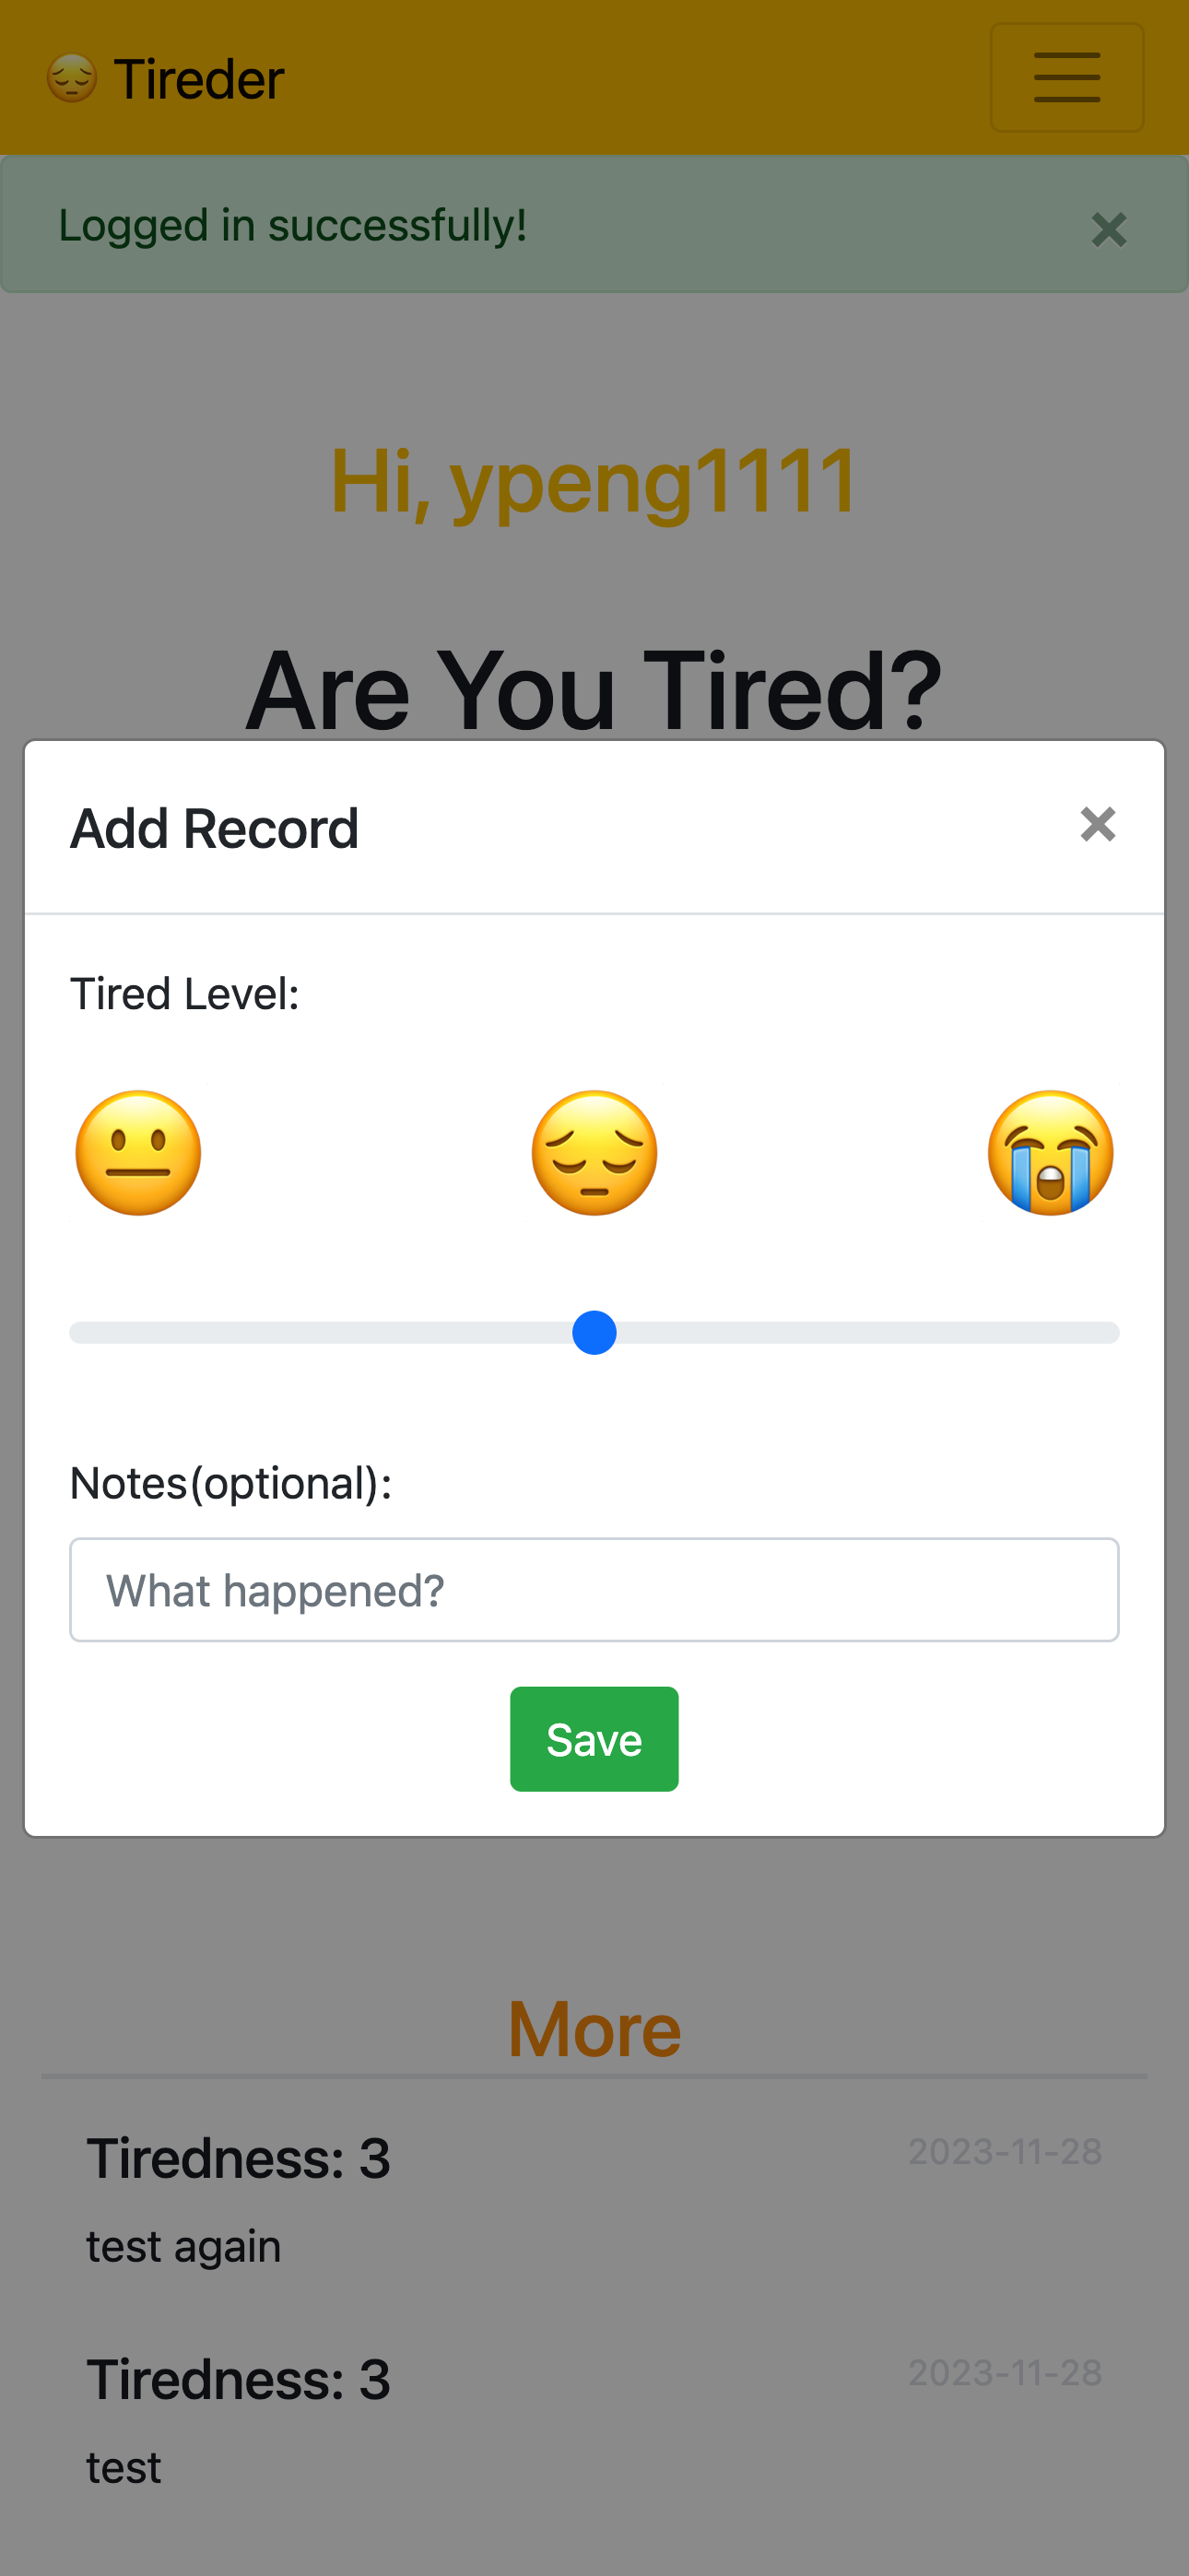 😔 Tireder
Logged in successfully!
×
Hi, ypeng1111
Are You Tired?
Add Record
×
Tired Level:
Notes(optional):
What happened?
Save
More
Tiredness: 3
2023-11-28
test again
Tiredness: 3
2023-11-28
test